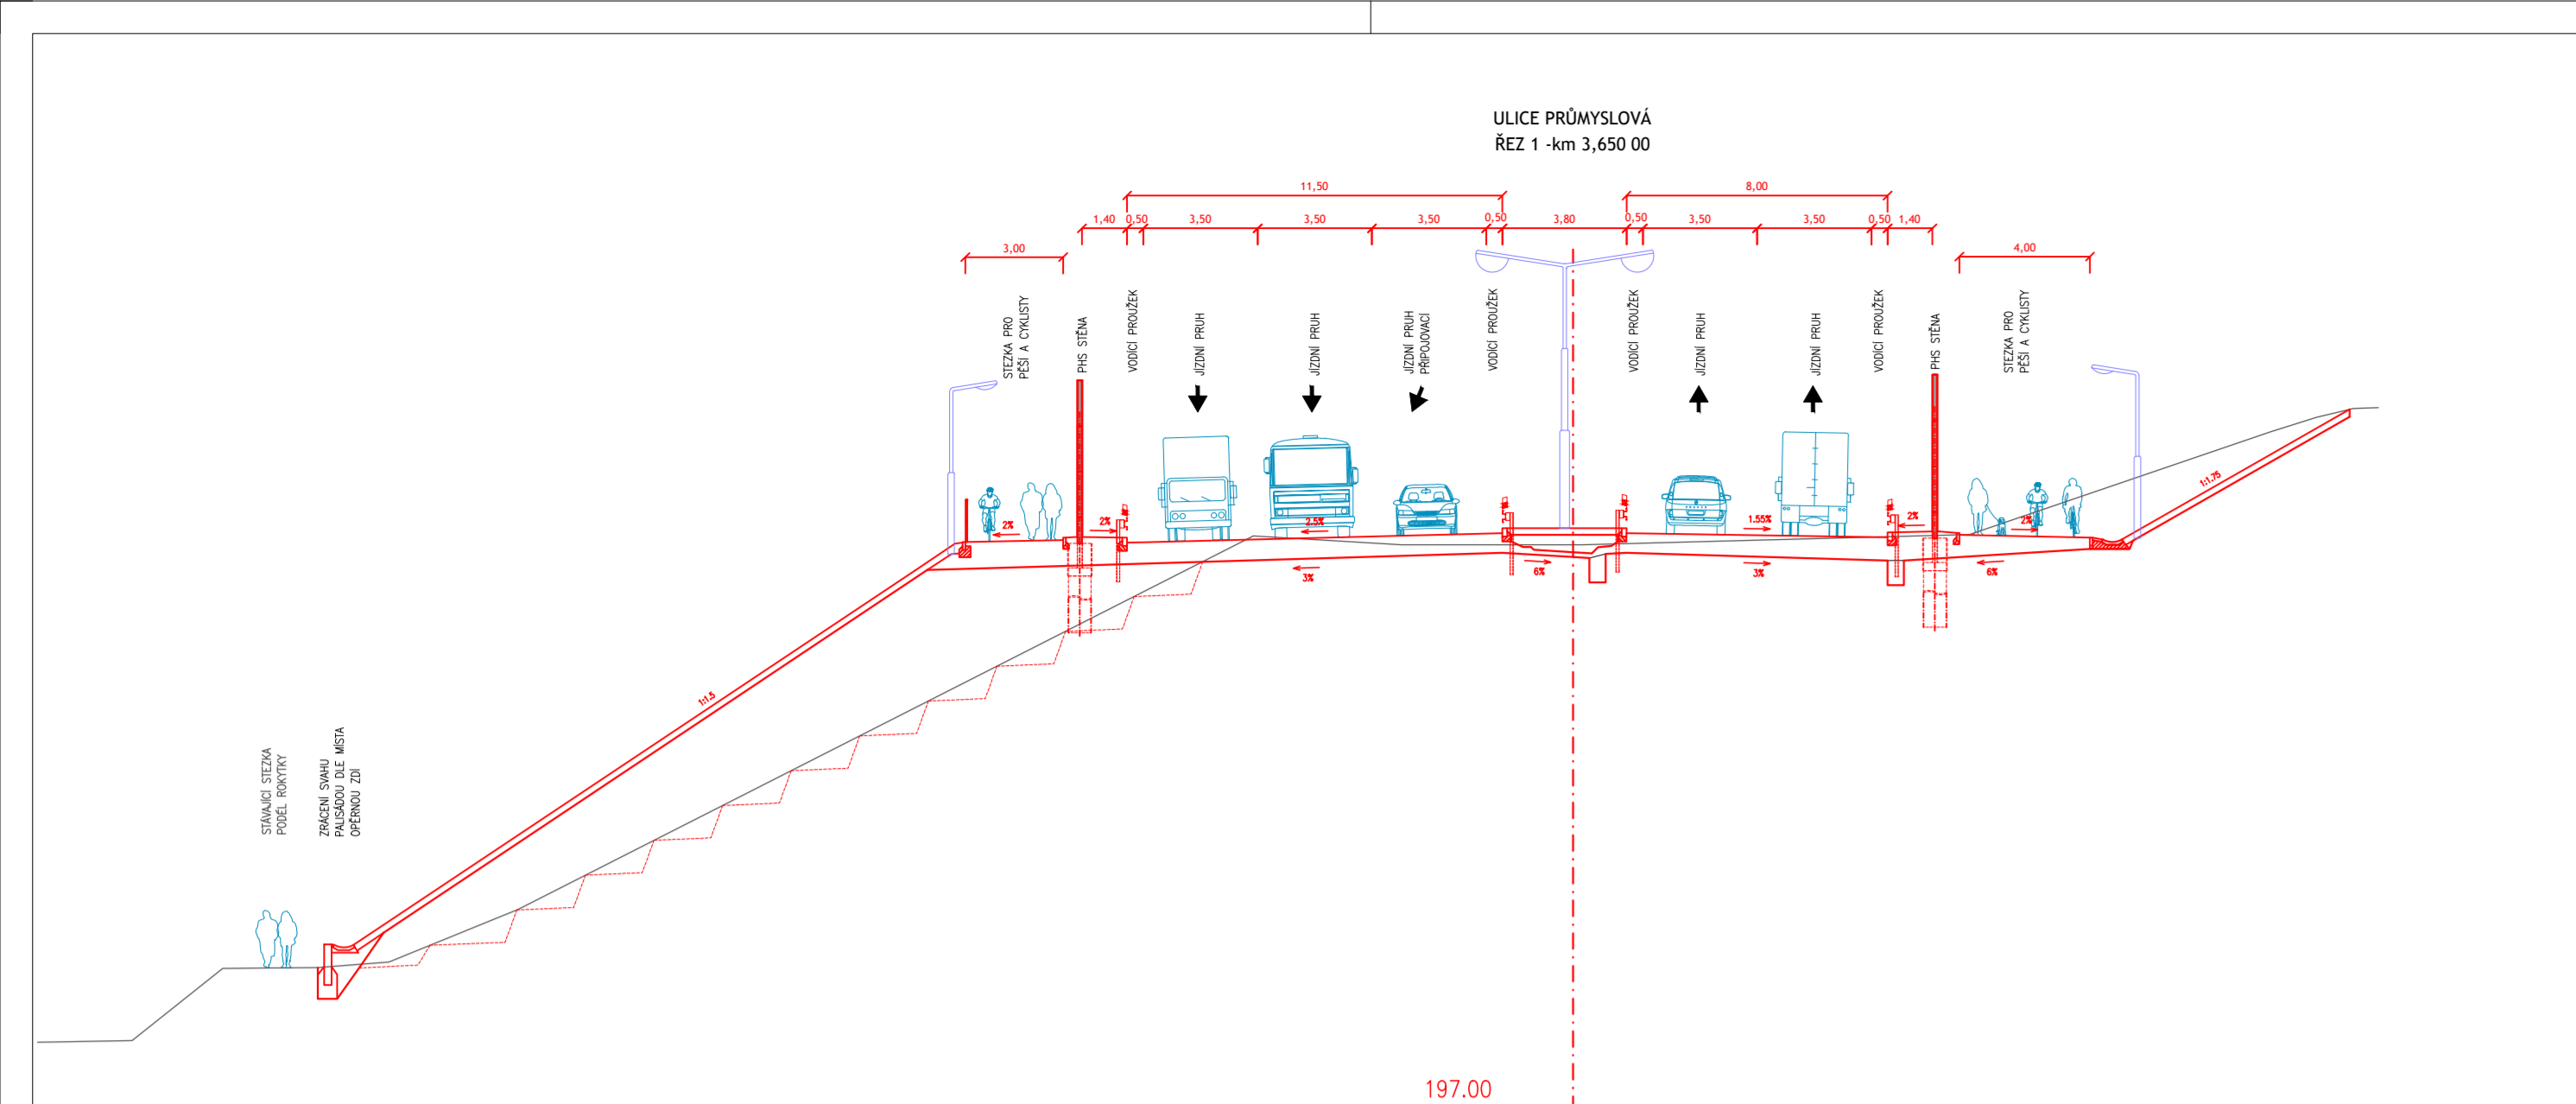 ULICE PRŮMYSLOVÁ
ŘEZ 1 -km 3,650 00
11,50
8,00
1,40
0,50
3,50
3,50
3,50
0,50
3,80
0,50
3,50
3,50
0,50
1,40
3,00
4,00
STEZKA PRO
PĚŠÍ A CYKLISTY
PHS STĚNA
VODÍCÍ PROUŽEK
JÍZDNÍ PRUH
JÍZDNÍ PRUH
JÍZDNÍ PRUH
PŘIPOJOVACÍ
VODÍCÍ PROUŽEK
VODÍCÍ PROUŽEK
JÍZDNÍ PRUH
JÍZDNÍ PRUH
VODÍCÍ PROUŽEK
PHS STĚNA
STEZKA PRO
PĚŠÍ A CYKLISTY
1:1.75
2%
2%
2.5%
1.55%
2%
2%
3%
6%
3%
6%
1:1.5
STÁVAJÍCÍ STEZKA
PODÉL ROKYTKY
ZRÁCENÍ SVAHU
PALISÁDOU DLE MÍSTA
OPĚRNOU ZDÍ
197.00